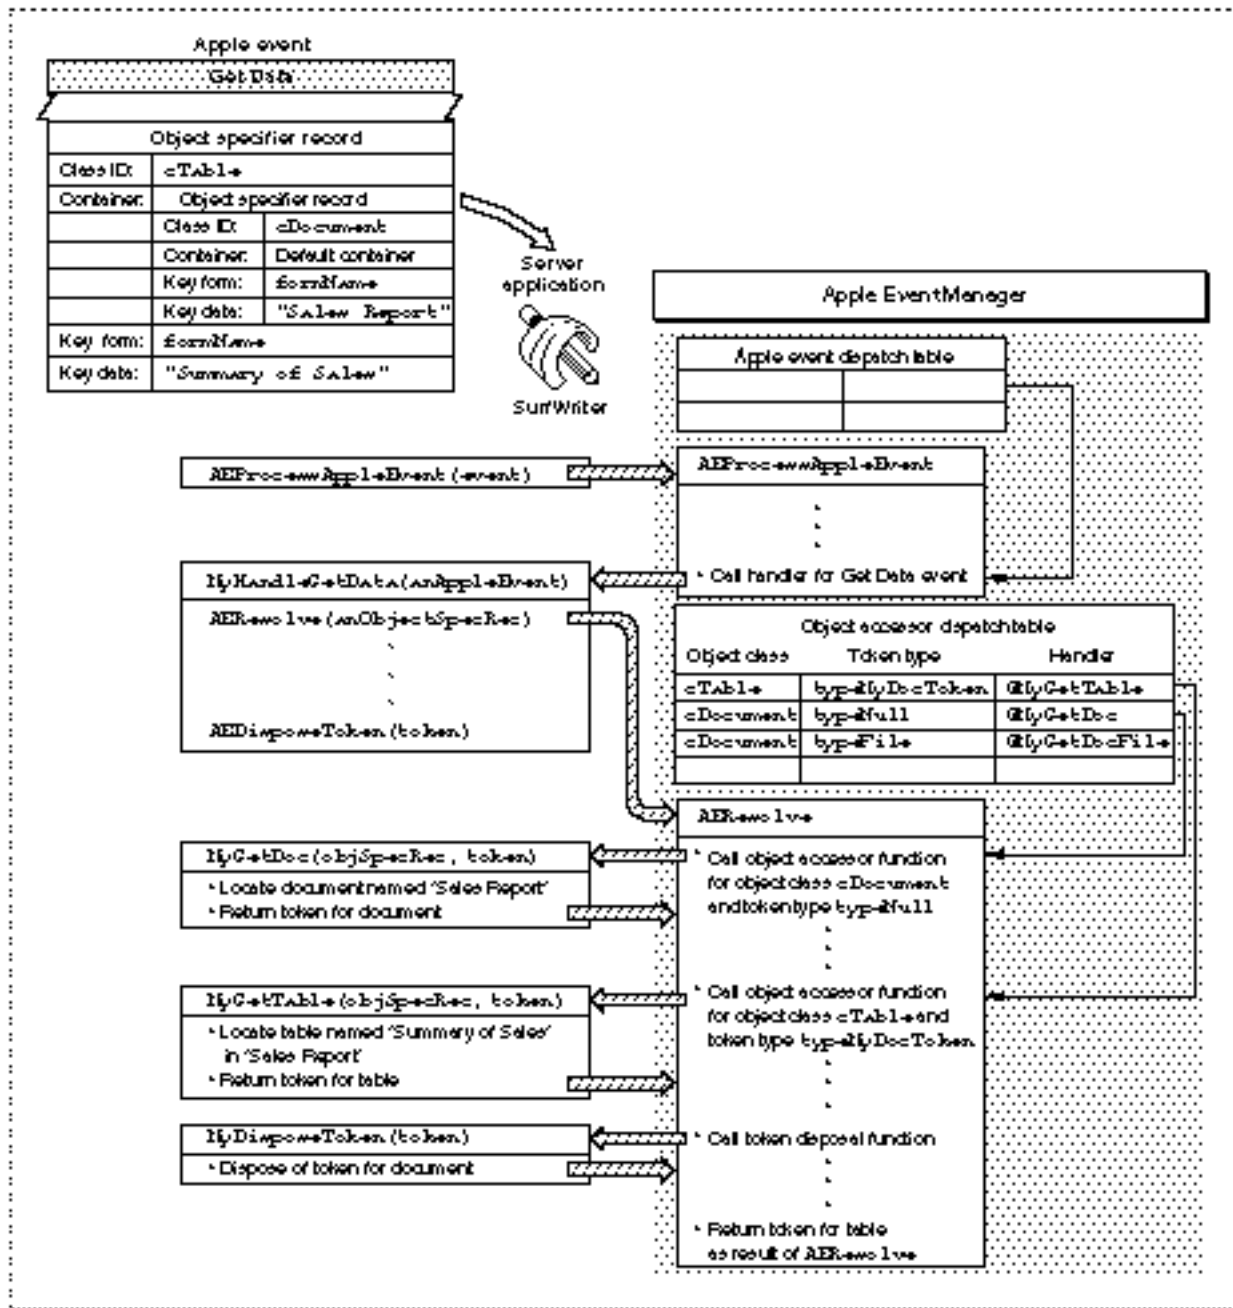 Apple event
Get Data
Object specifier record
Class ID: cTable
Container: Object specifier record
Class ID: cDocument
Container: Default container
Key form: formName
Key data: "Sales Report"
Key form: formName
Key data: "Summary of Sales"
Server
application
SurfWriter
Apple Event Manager
Apple event dispatch table
AEProcessAppleEvent(event)
AEProcessAppleEvent
• Call handler for Get Data event
MyHandleGetData(anAppleEvent)
AEResolve(anObjectSpecRec)
AEDisposeToken(token)
Object accessor dispatch table
Object class Token type Handler
cTable typeMyDocToken @MyGetTable
cDocument typeNull @MyGetDoc
cDocument typeFile @MyGetDocFile
AEResolve
• Call object accessor function
for object class cDocument
and token type typeNull
MyGetDoc(objSpecRec, token)
• Locate document named 'Sales Report'
• Return token for document
• Call object accessor function
for object class cTable and
token type typeMyDocToken
MyGetTable(objSpecRec, token)
• Locate table named 'Summary of Sales'
in 'Sales Report'
• Return token for table
MyDisposeToken(token)
• Dispose of token for document
• Call token disposal function
• Return token for table
as result of AEResolve